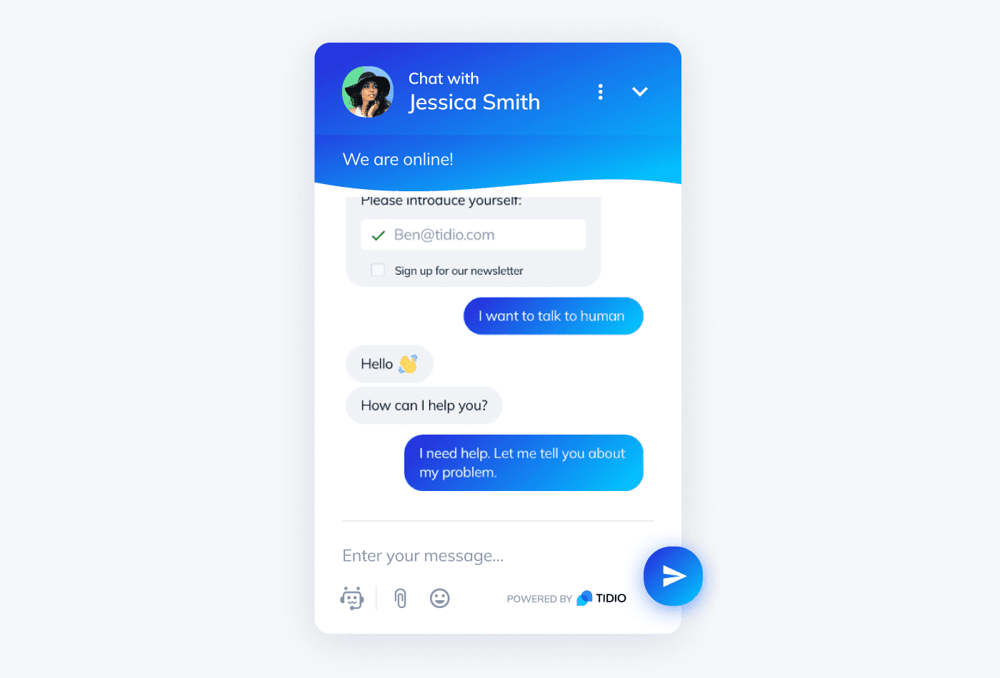 Chat with
Jessica Smith
We are online!
Please introduce yourself:
Ben@tidio.com
Sign up for our newsletter
I want to talk to human
Hello 👋
How can I help you?
I need help. Let me tell you about
my problem.
Enter your message...
POWERED BY TIDIO